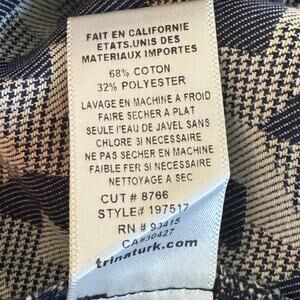 FAIT EN CALIFORNIE
ETATS.UNIS DES
MATERIAUX IMPORTES
68% COTON
32% POLYESTER
LAVAGE EN MACHINE A FROID
FAIRE SECHER A PLAT
SEULE l'EAU DE JAVEL SANS
CHLORE SI NECESSAIRE
NE PAS SECHER EN MACHINE
FAIBLE FER SI NECESSAIRE
NETTOYAGE A SEC
CUT # 8766
STYLE# 197517
RN # 93415
CA#30427
trinaturk.com